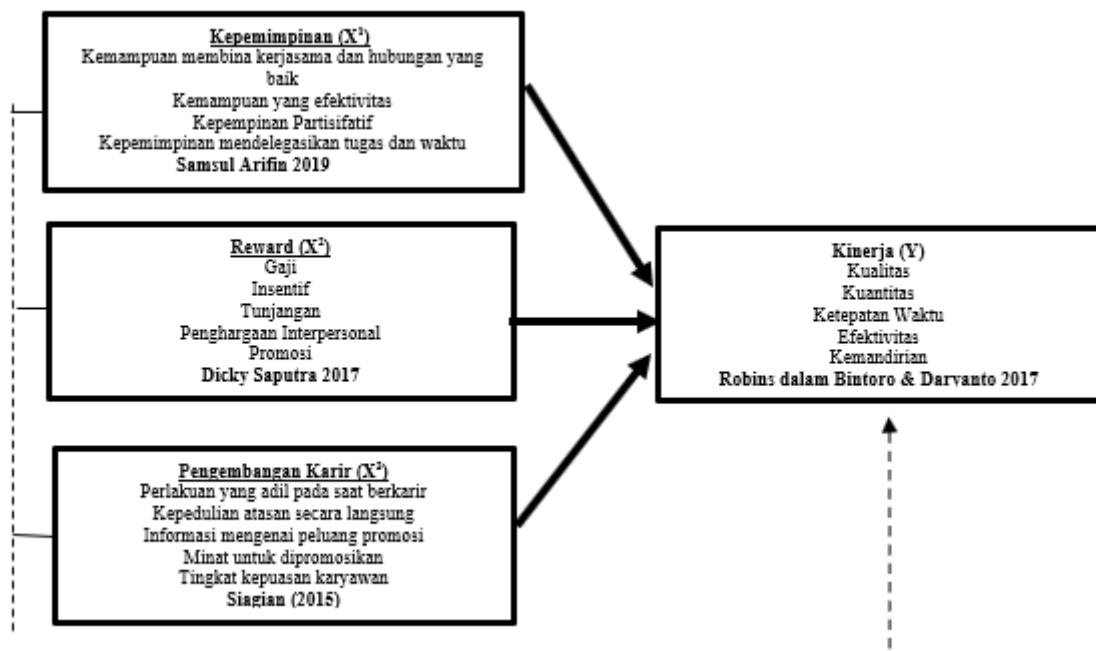 Kepemimpinan (X¹)
Kemampuan membina kerjasama dan hubungan yang
baik
Kemampuan yang efektivitas
Kepempinan Partisifatif
Kepemimpinan mendelegasikan tugas dan waktu
Samsul Arifin 2019
Reward (X²)
Gaji
Insentif
Tunjangan
Penghargaan Interpersonal
Promosi
Dicky Saputra 2017
Pengembangan Karir (X³)
Perlakuan yang adil pada saat berkarir
Kepedulian atasan secara langsung
Informasi mengenai peluang promosi
Minat untuk dipromosikan
Tingkat kepuasan karyawan
Siagian (2015)
Kinerja (Y)
Kualitas
Kuantitas
Ketepatan Waktu
Efektivitas
Kemandirian
Robins dalam Bintoro & Daryanto 2017